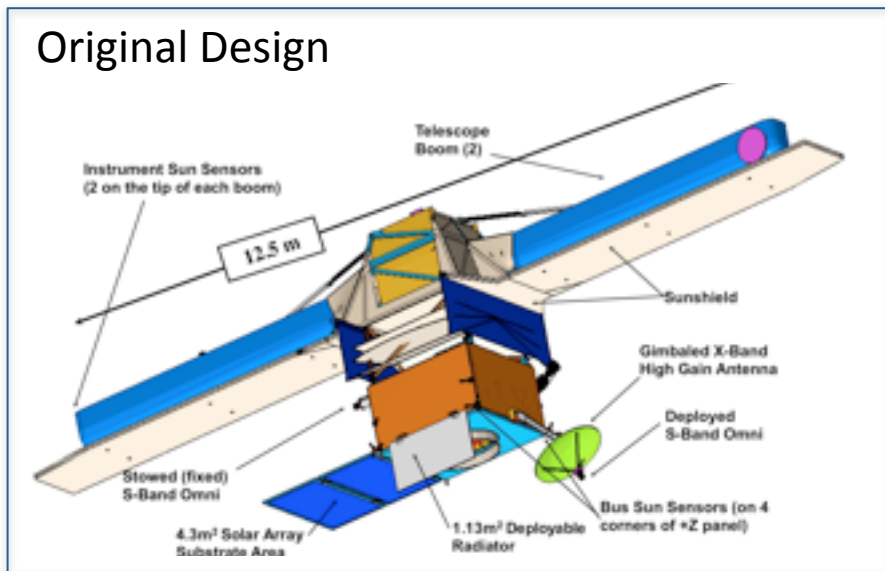 Original Design
Telescope
Boom (2)
Instrument Sun Sensors
(2 on the tip of each boom)
12.5 m
Sunshield
Gimbaled X-Band
High Gain Antenna
Deployed
S-Band Omni
Stowed (fixed)
S-Band Omni
Bus Sun Sensors (on 4
corners of +Z panel)
4.3m² Solar Array
Substrate Area
1.13m² Deployable
Radiator